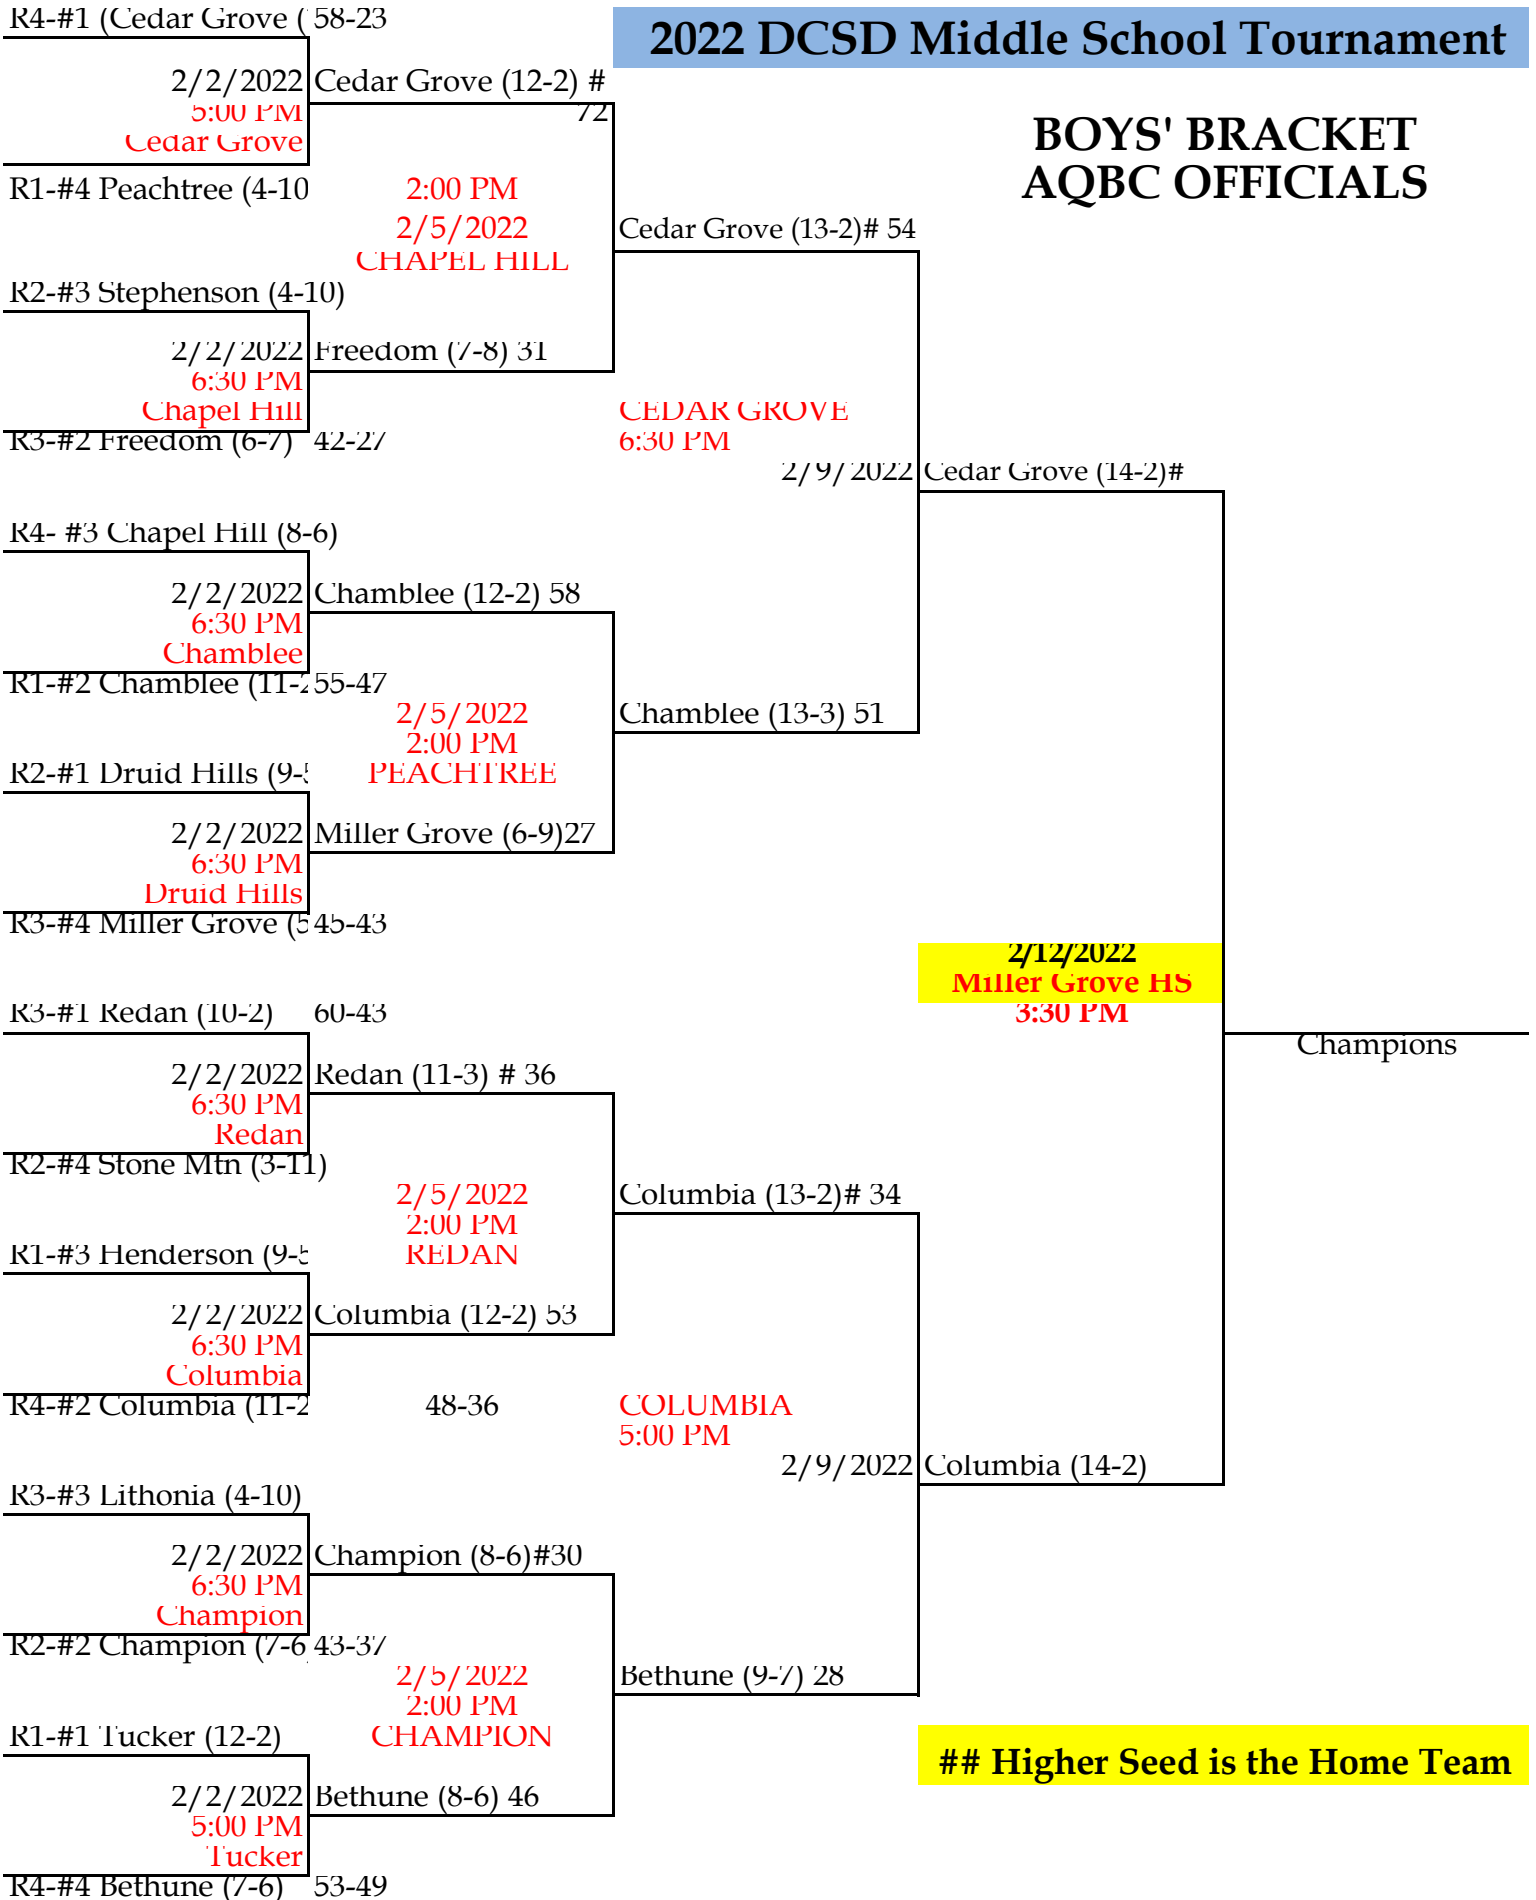 2022 DCSD Middle School Tournament
BOYS' BRACKET
AQBC OFFICIALS
R4-#1 (Cedar Grove ( 58-23
2/2/2022 Cedar Grove (12-2) #
5:00 PM 72
Cedar Grove
R1-#4 Peachtree (4-10
2:00 PM
2/5/2022
CHAPEL HILL
Cedar Grove (13-2)# 54
R2-#3 Stephenson (4-10)
2/2/2022 Freedom (7-8) 31
6:30 PM
Chapel Hill
R3-#2 Freedom (6-7) 42-27
CEDAR GROVE
6:30 PM
2/9/2022 Cedar Grove (14-2)#
R4- #3 Chapel Hill (8-6)
2/2/2022 Chamblee (12-2) 58
6:30 PM
Chamblee
R1-#2 Chamblee (11-2 55-47
2/5/2022
2:00 PM
PEACHTREE
Chamblee (13-3) 51
R2-#1 Druid Hills (9-5
2/2/2022 Miller Grove (6-9)27
6:30 PM
Druid Hills
R3-#4 Miller Grove (5 45-43
2/12/2022
Miller Grove HS
3:30 PM
Champions
R3-#1 Redan (10-2) 60-43
2/2/2022 Redan (11-3) # 36
6:30 PM
Redan
R2-#4 Stone Mtn (3-11)
2/5/2022
2:00 PM
REDAN
Columbia (13-2)# 34
R1-#3 Henderson (9-5
2/2/2022 Columbia (12-2) 53
6:30 PM
Columbia
R4-#2 Columbia (11-2 48-36
COLUMBIA
5:00 PM
2/9/2022 Columbia (14-2)
R3-#3 Lithonia (4-10)
2/2/2022 Champion (8-6)#30
6:30 PM
Champion
R2-#2 Champion (7-6 43-37
2/5/2022
2:00 PM
CHAMPION
Bethune (9-7) 28
R1-#1 Tucker (12-2)
2/2/2022 Bethune (8-6) 46
5:00 PM
Tucker
R4-#4 Bethune (7-6) 53-49
## Higher Seed is the Home Team